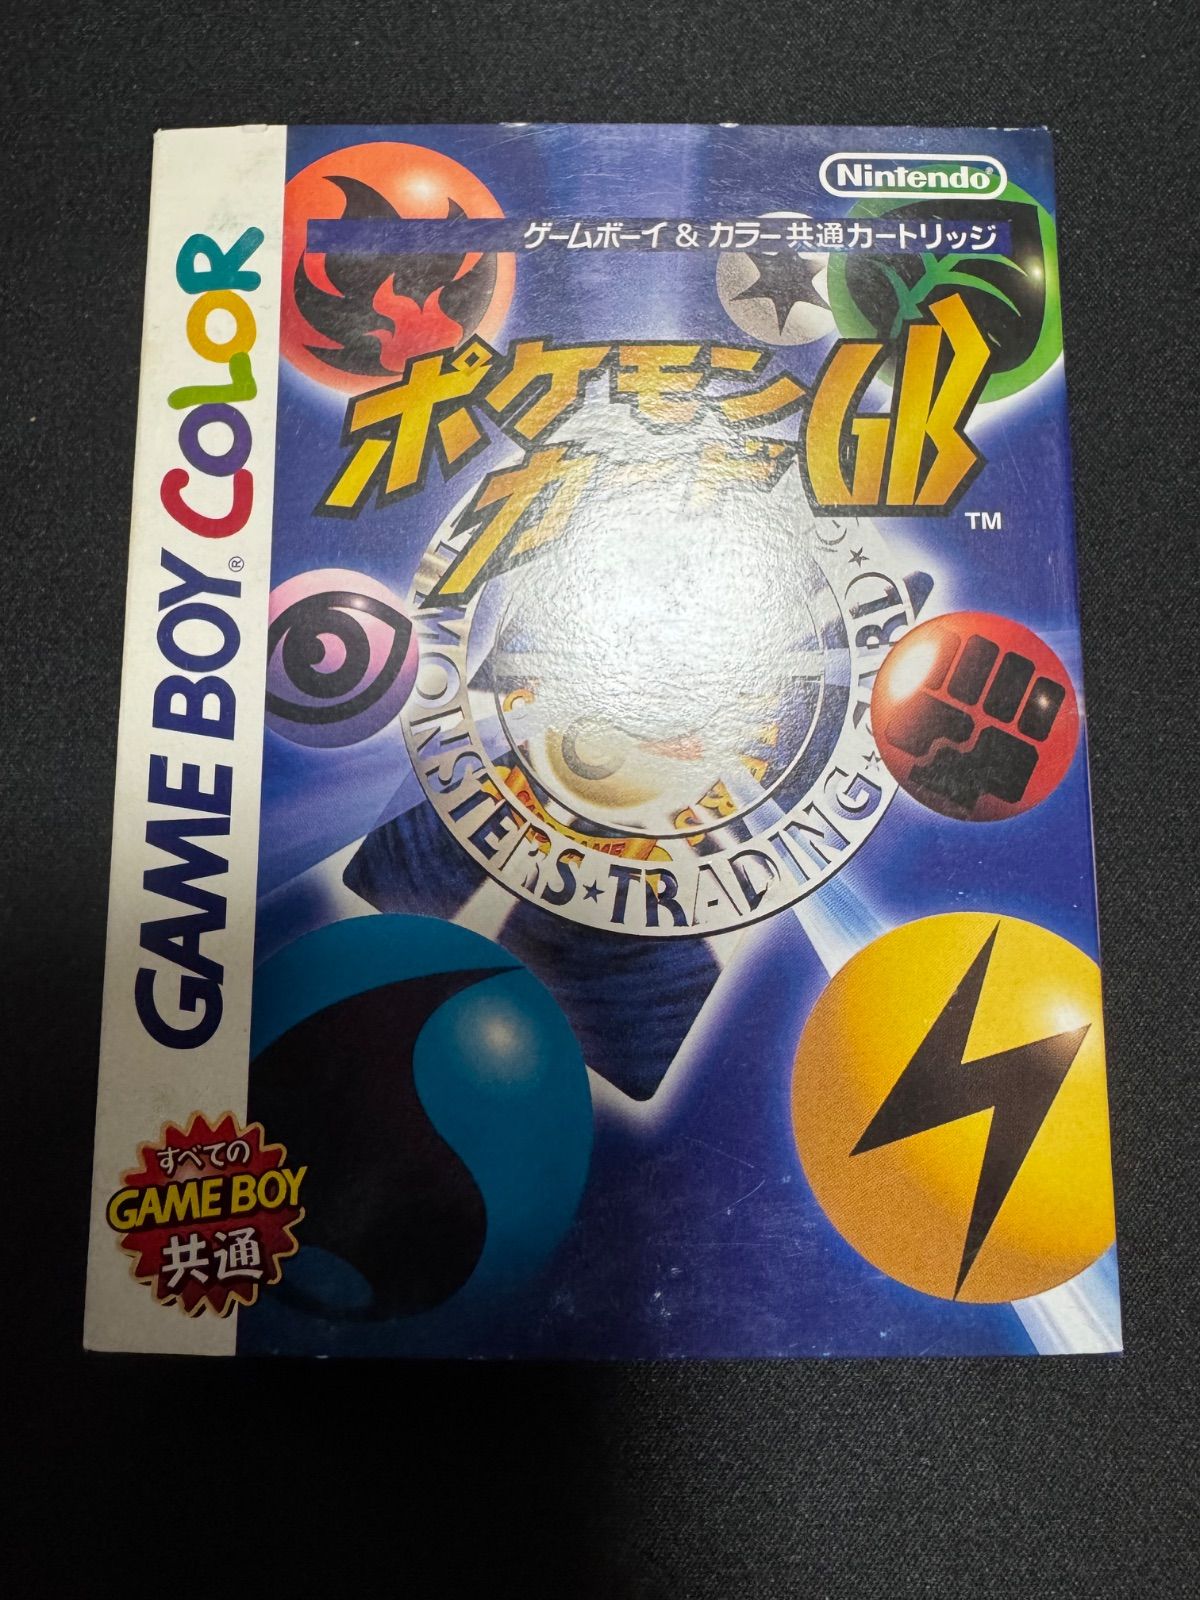 Nintendo®
ゲームボーイ & カラー共通カートリッジ
ポケモン
カードGB
TM
GAME BOY® COLOR
MONSTERS★TRADING★CARD★
すべての
GAME BOY
共通